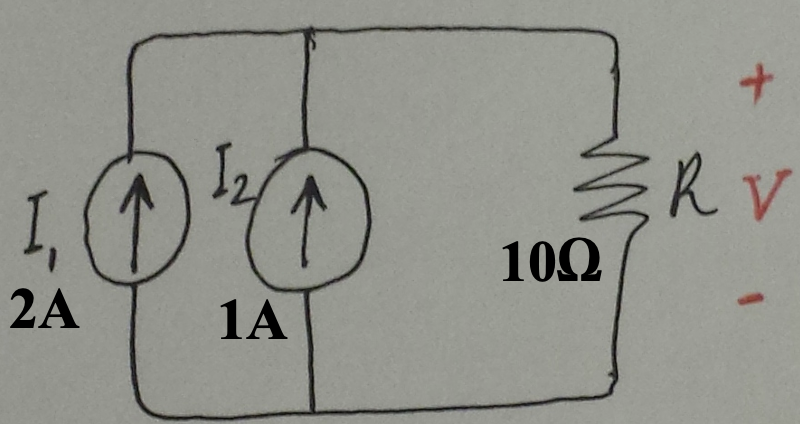 I₁
2A
I₂
1A
10Ω
R
+
V
-